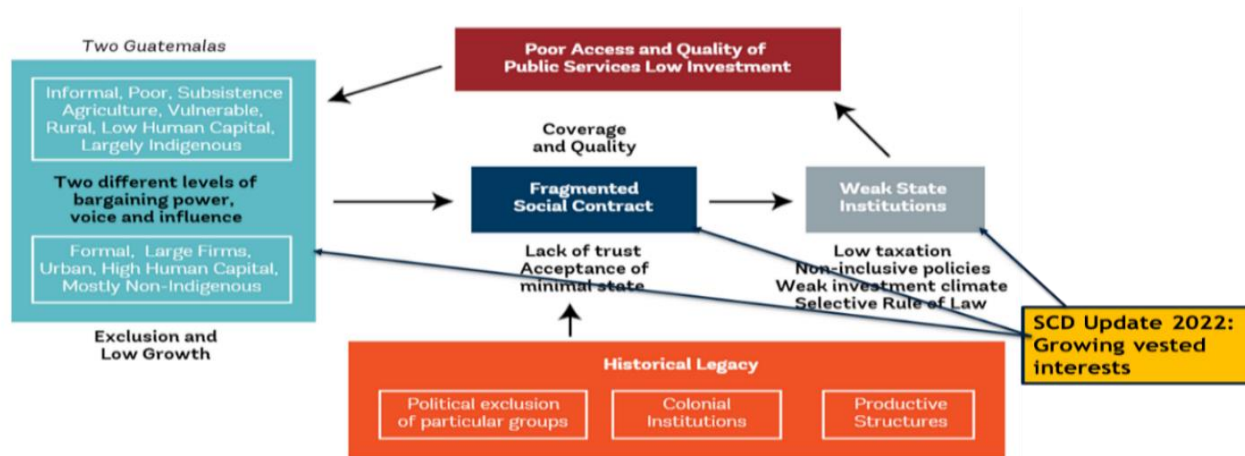 Two Guatemalas
Informal, Poor, Subsistence
Agriculture, Vulnerable,
Rural, Low Human Capital,
Largely Indigenous
Two different levels of
bargaining power,
voice and influence
Formal, Large Firms,
Urban, High Human Capital,
Mostly Non-Indigenous
Exclusion and
Low Growth
Poor Access and Quality of
Public Services Low Investment
Coverage
and Quality
Fragmented
Social Contract
Lack of trust
Acceptance of
minimal state
Weak State
Institutions
Low taxation
Non-inclusive policies
Weak investment climate
Selective Rule of Law
SCD Update 2022:
Growing vested
interests
Historical Legacy
Political exclusion
of particular groups
Colonial
Institutions
Productive
Structures